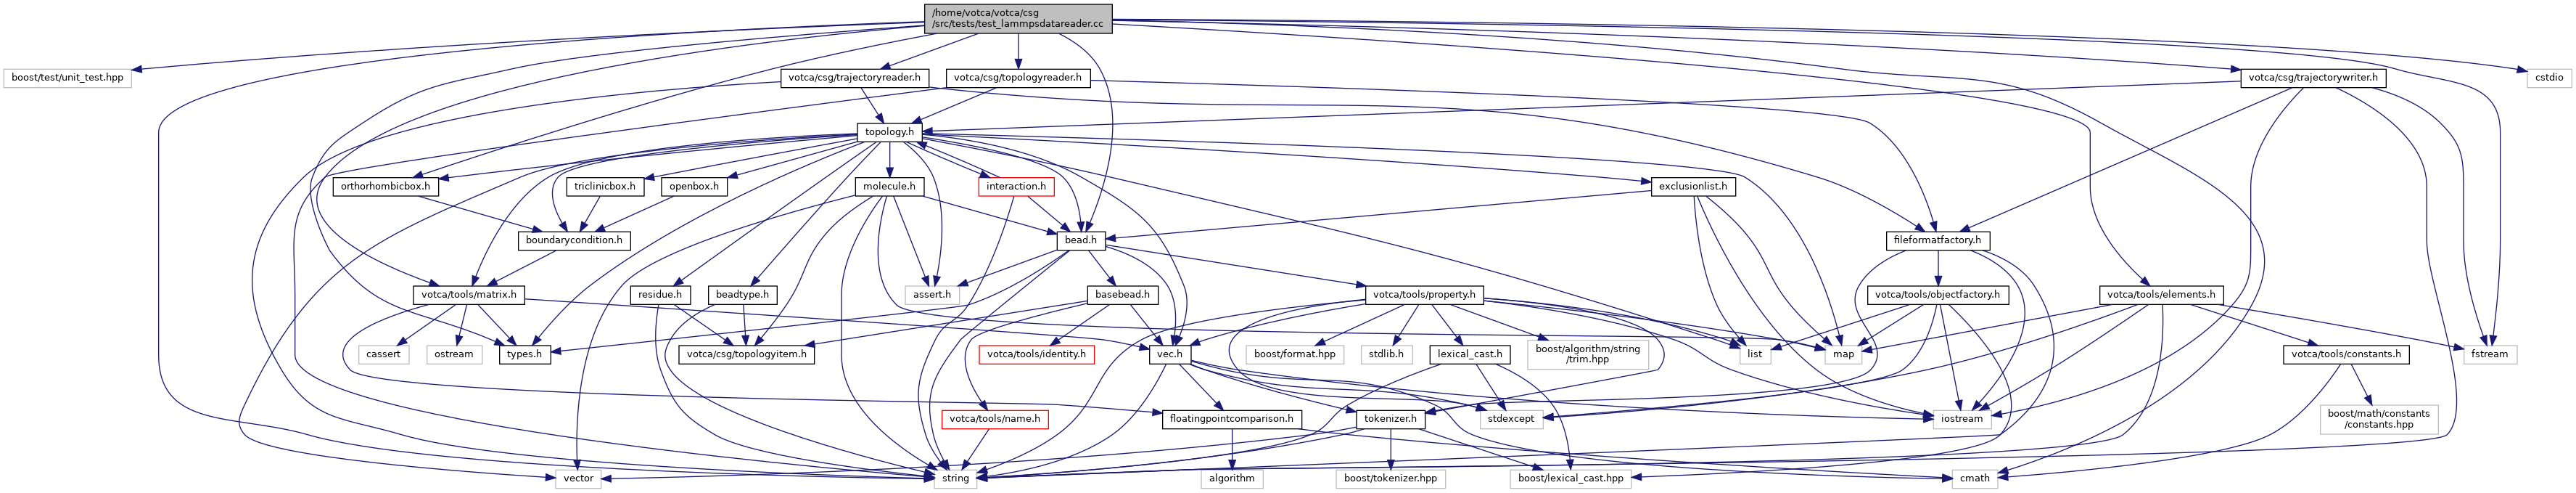 /home/votca/votca/csg
/src/tests/test_lammpsdatareader.cc
boost/test/unit_test.hpp
votca/csg/trajectoryreader.h
votca/csg/topologyreader.h
votca/csg/trajectorywriter.h
cstdio
topology.h
orthorhombicbox.h
triclinicbox.h
openbox.h
molecule.h
interaction.h
exclusionlist.h
boundarycondition.h
bead.h
fileformatfactory.h
votca/tools/matrix.h
residue.h
beadtype.h
assert.h
basebead.h
votca/tools/property.h
votca/tools/objectfactory.h
votca/tools/elements.h
cassert
ostream
types.h
votca/csg/topologyitem.h
votca/tools/identity.h
vec.h
boost/format.hpp
stdlib.h
lexical_cast.h
boost/algorithm/string
/trim.hpp
list
map
votca/tools/constants.h
fstream
votca/tools/name.h
floatingpointcomparison.h
tokenizer.h
stdexcept
iostream
boost/math/constants
/constants.hpp
vector
string
algorithm
boost/tokenizer.hpp
boost/lexical_cast.hpp
cmath